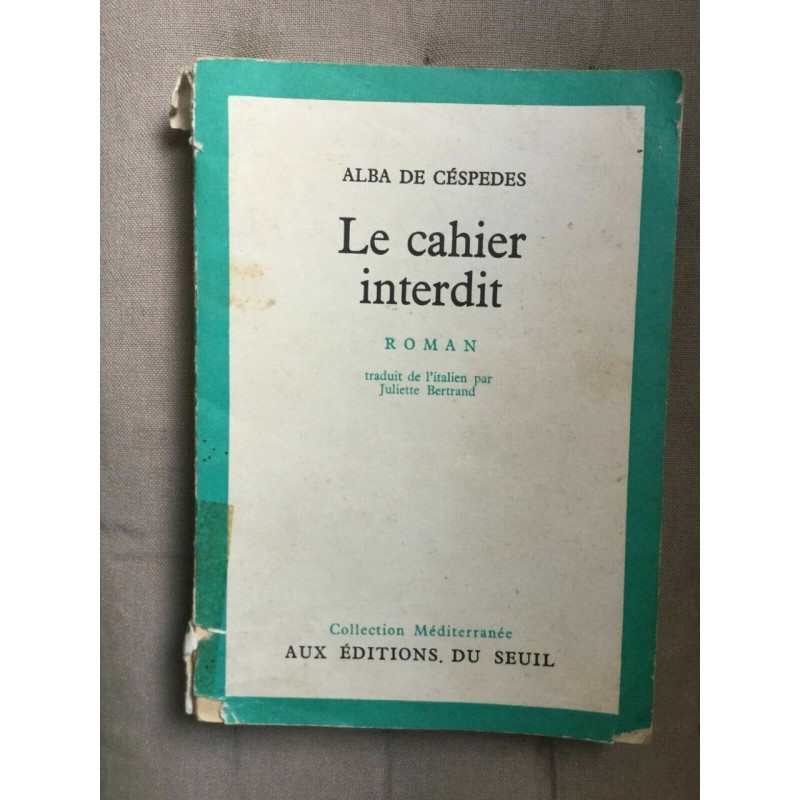 ALBA DE CÉSPEDES
Le cahier
interdit
ROMAN
traduit de l'italien par
Juliette Bertrand
Collection Méditerranée
AUX ÉDITIONS. DU SEUIL